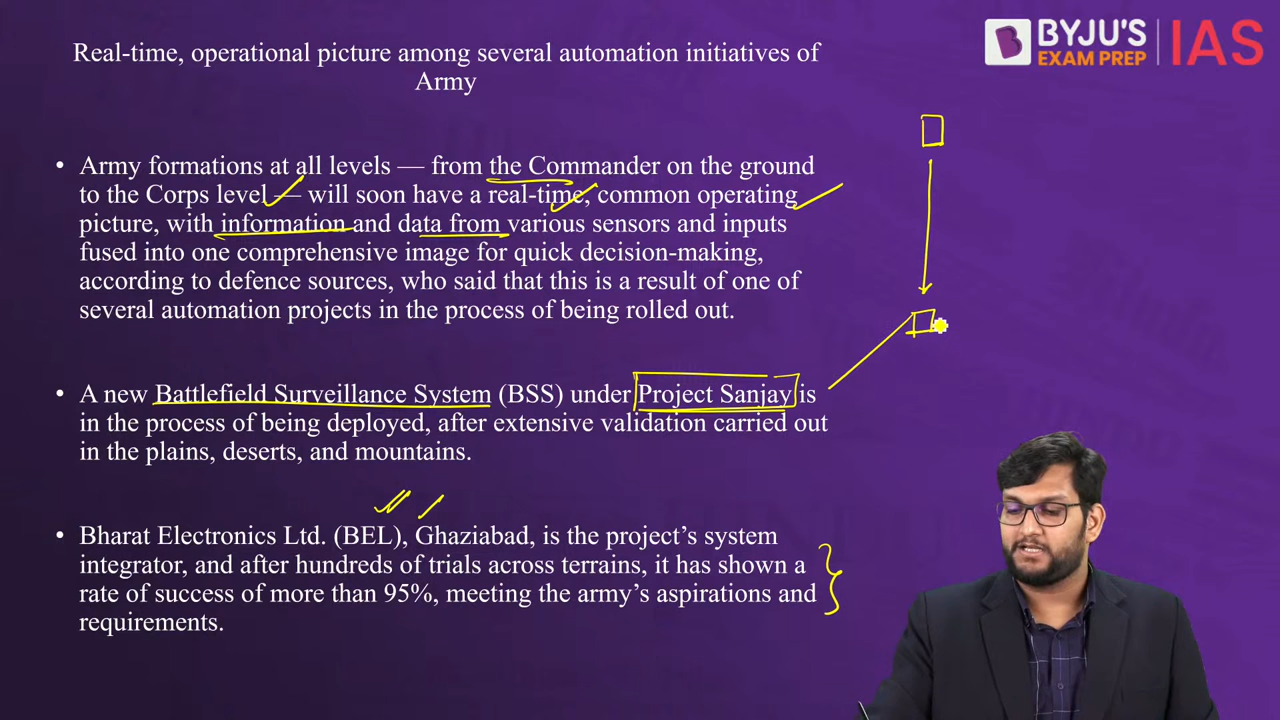 BYJU'S
EXAM PREP
IAS
Real-time, operational picture among several automation initiatives of
Army
• Army formations at all levels — from the Commander on the ground
to the Corps level — will soon have a real-time, common operating
picture, with information and data from various sensors and inputs
fused into one comprehensive image for quick decision-making,
according to defence sources, who said that this is a result of one of
several automation projects in the process of being rolled out.
• A new Battlefield Surveillance System (BSS) under Project Sanjay is
in the process of being deployed, after extensive validation carried out
in the plains, deserts, and mountains.
• Bharat Electronics Ltd. (BEL), Ghaziabad, is the project's system
integrator, and after hundreds of trials across terrains, it has shown a
rate of success of more than 95%, meeting the army's aspirations and
requirements.